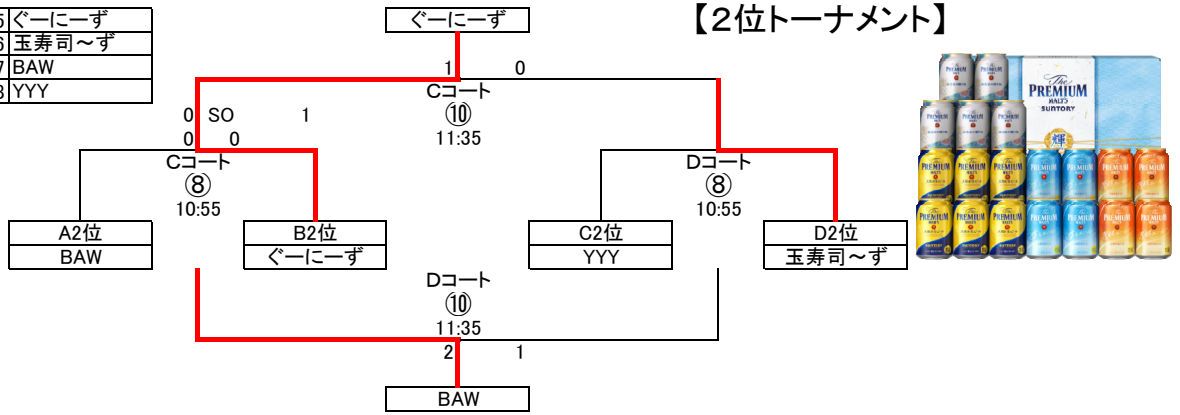 【２位トーナメント】
5 ぐーにーず
6 玉寿司～ず
7 BAW
8 YYY
ぐーにーず
1 0
Cコート
⑩
11:35
0 SO 1
0 0
Cコート
⑧
10:55
Dコート
⑧
10:55
A2位
BAW
B2位
ぐーにーず
C2位
YYY
D2位
玉寿司～ず
Dコート
⑩
11:35
2 1
BAW
The
PREMIUM
MALT'S
SUNTORY
輝